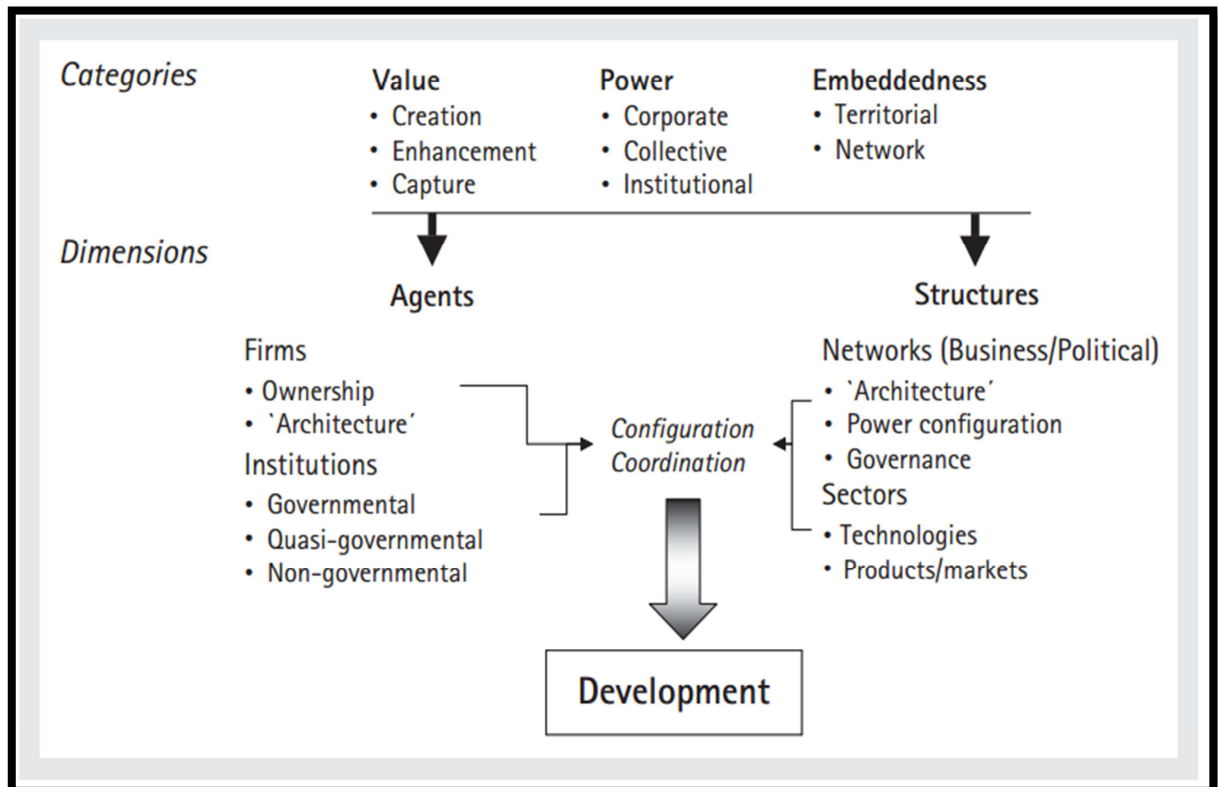 Categories
Value
• Creation
• Enhancement
• Capture
Power
• Corporate
• Collective
• Institutional
Embeddedness
• Territorial
• Network
Dimensions
Agents
Firms
• Ownership
• `Architecture´
Institutions
• Governmental
• Quasi-governmental
• Non-governmental
Configuration
Coordination
Structures
Networks (Business/Political)
• `Architecture´
• Power configuration
• Governance
Sectors
• Technologies
• Products/markets
Development